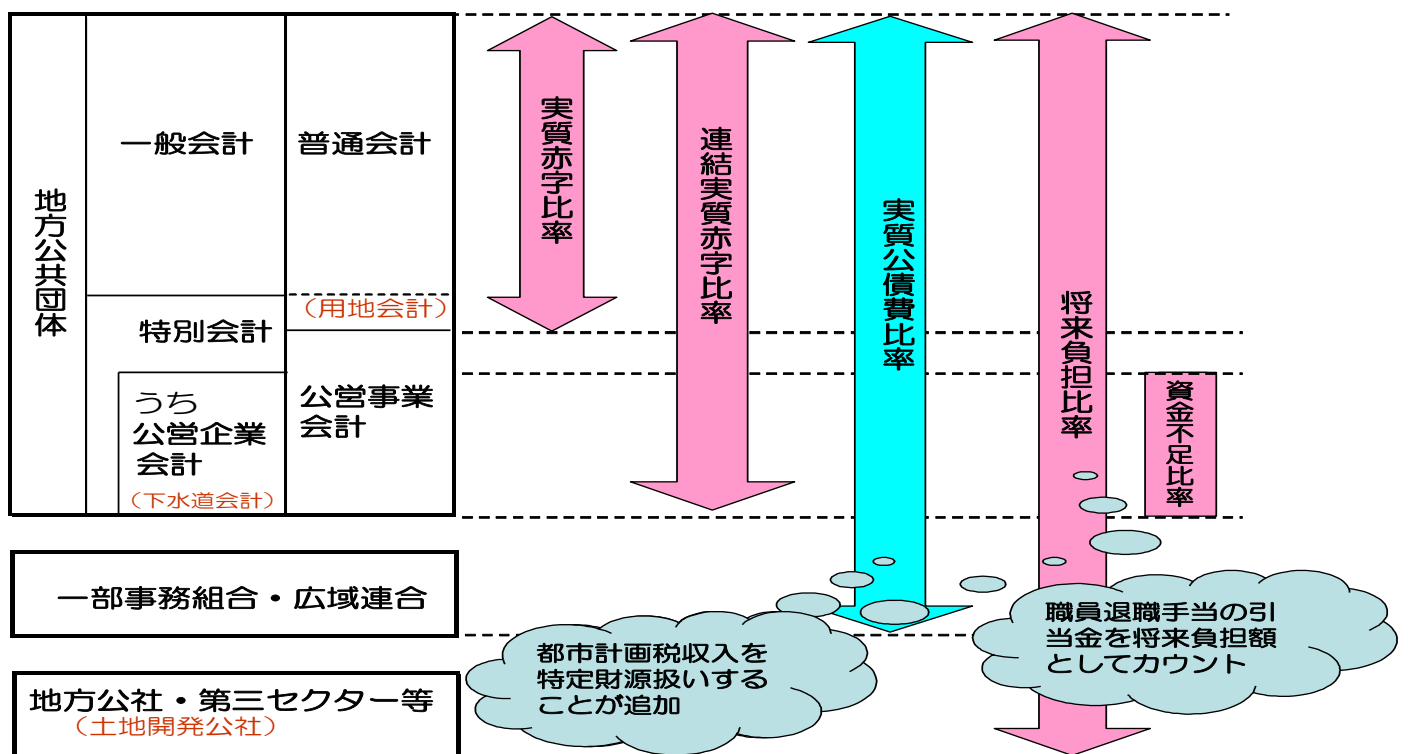 地方公共団体
一般会計
普通会計
特別会計
（用地会計）
うち
公営企業
会計
（下水道会計）
公営事業
会計
実質赤字比率
連結実質赤字比率
実質公債費比率
将来負担比率
資金不足比率
一部事務組合・広域連合
地方公社・第三セクター等
（土地開発公社）
都市計画税収入を
特定財源扱いする
ことが追加
職員退職手当の引
当金を将来負担額
としてカウント